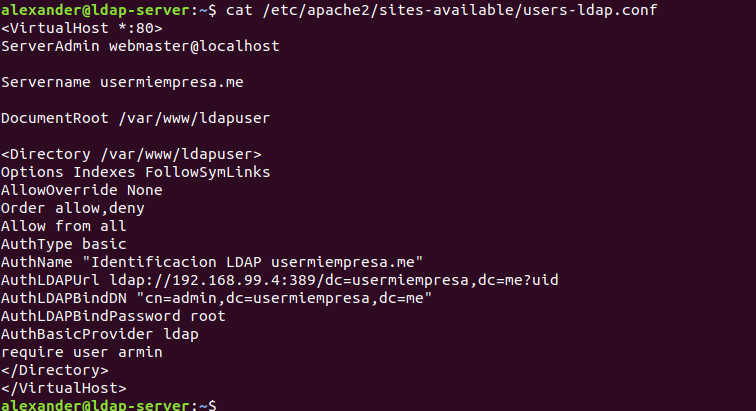 alexander@ldap-server:~$ cat /etc/apache2/sites-available/users-ldap.conf
<VirtualHost *:80>
ServerAdmin webmaster@localhost
Servername usermiempresa.me
DocumentRoot /var/www/ldapuser
<Directory /var/www/ldapuser>
Options Indexes FollowSymLinks
AllowOverride None
Order allow,deny
Allow from all
AuthType basic
AuthName "Identificacion LDAP usermiempresa.me"
AuthLDAPUrl ldap://192.168.99.4:389/dc=usermiempresa,dc=me?uid
AuthLDAPBindDN "cn=admin,dc=usermiempresa,dc=me"
AuthLDAPBindPassword root
AuthBasicProvider ldap
require user armin
</Directory>
</VirtualHost>
alexander@ldap-server:~$